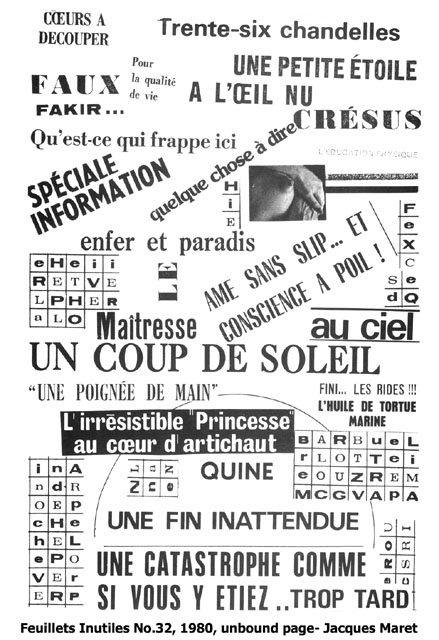 CŒURS A
DECOUPER
Trente-six chandelles
Pour
la qualité
de vie
UNE PETITE ÉTOILE
A L'ŒIL NU
FAUX
FAKIR...
CRÉSUS
Qu'est-ce qui frappe ici
quelque chose à dire
L'EDUCATION PHYSIQUE
SPÉCIALE
INFORMATION
H
i
E
enfer et paradis
AME SANS SLIP... ET
CONSCIENCE A POIL !
F
e
X
C
s e
d Q
e H e i i
R E T V E
L P H E R
a L O
LE
Maîtresse
au ciel
UN COUP DE SOLEIL
"UNE POIGNÉE DE MAIN"
FINI... LES RIDES !!!
L'HUILE DE TORTUE
MARINE
L'irrésistible "Princesse"
au cœur d'artichaut
B A R B u e L
r L O T T e i
e O U Z R E M
M C G V A P A
QUINE
i n A
n d R
O E P
c H e
h e L
e P O
V E r
E R P
UNE FIN INATTENDUE
UNE CATASTROPHE COMME
SI VOUS Y ETIEZ ..TROP TARD!
Feuillets Inutiles No.32, 1980, unbound page- Jacques Maret